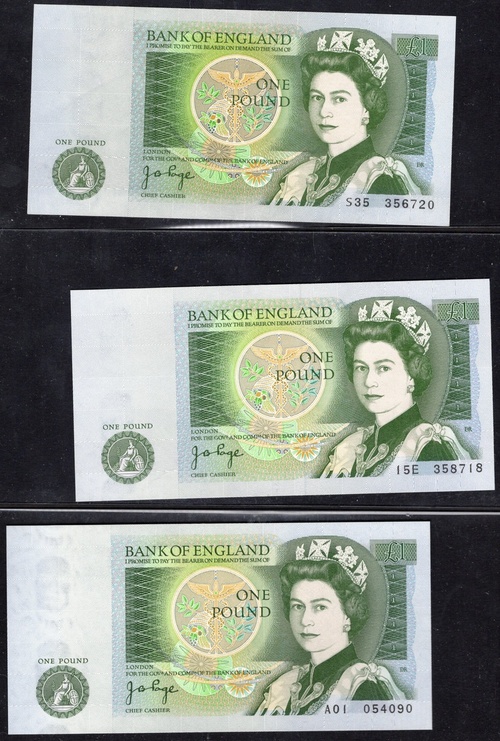 BANK OF ENGLAND
I PROMISE TO PAY THE BEARER ON DEMAND THE SUM OF
£1
ONE
POUND
ONE POUND
LONDON
FOR THE GOVR AND COMPA OF THE BANK OF ENGLAND
J B Page
CHIEF CASHIER
S35 356720
BANK OF ENGLAND
I PROMISE TO PAY THE BEARER ON DEMAND THE SUM OF
£1
ONE
POUND
ONE POUND
LONDON
FOR THE GOVR AND COMPA OF THE BANK OF ENGLAND
J B Page
CHIEF CASHIER
15E 358718
BANK OF ENGLAND
I PROMISE TO PAY THE BEARER ON DEMAND THE SUM OF
£1
ONE
POUND
ONE POUND
LONDON
FOR THE GOVR AND COMPA OF THE BANK OF ENGLAND
J B Page
CHIEF CASHIER
A01 054090